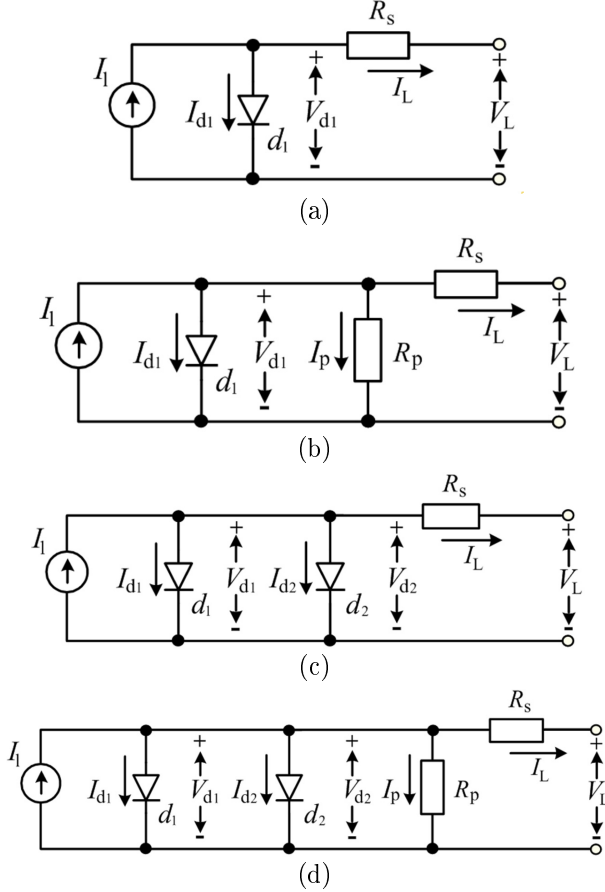 R_s
+ +
I_l I_d1 V_d1 I_L V_L
d_1
- -
(a)
R_s
+ +
I_l I_d1 V_d1 I_p R_p I_L V_L
d_1
- -
(b)
R_s
+ + +
I_l I_d1 V_d1 I_d2 V_d2 I_L V_L
d_1 d_2
- - -
(c)
R_s
+ + +
I_l I_L
I_d1 V_d1 I_d2 V_d2 I_p R_p V_L
d_1 d_2
- - -
(d)